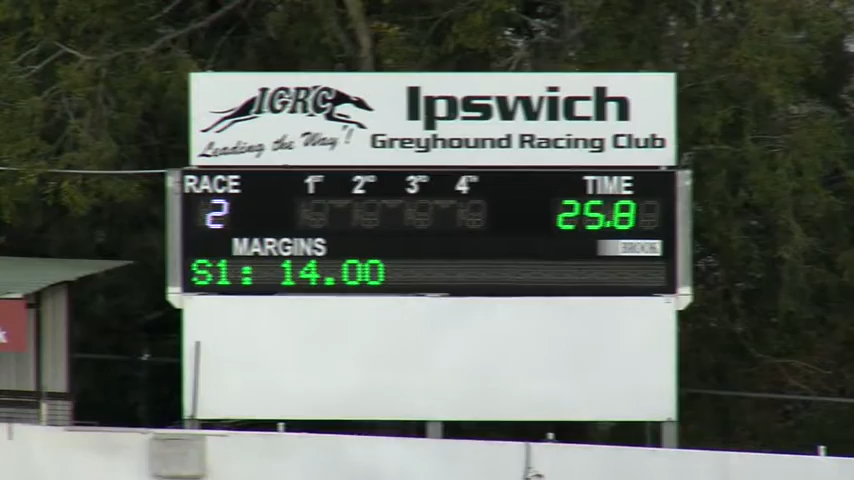 IGRC
Leading the Way'!
Ipswich
Greyhound Racing Club
RACE 1st 2nd 3rd 4th TIME
2 25.8
MARGINS
S1: 14.00